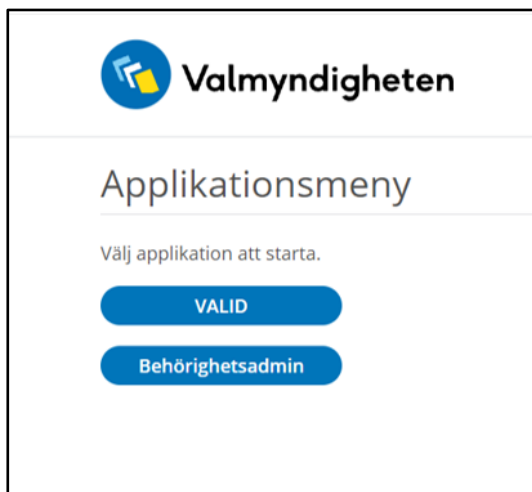 Valmyndigheten
Applikationsmeny
Välj applikation att starta.
VALID
Behörighetsadmin